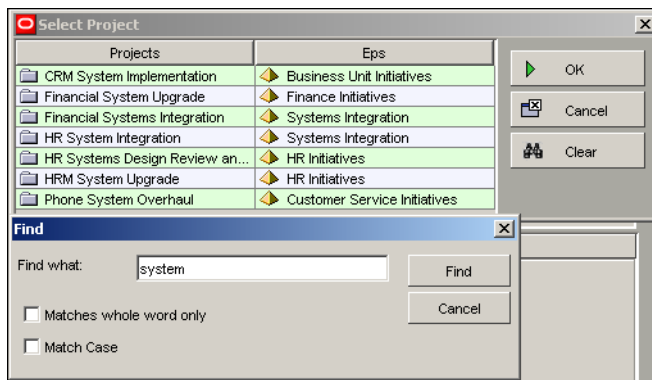 Select Project
Projects Eps
CRM System Implementation Business Unit Initiatives
Financial System Upgrade Finance Initiatives
Financial Systems Integration Systems Integration
HR System Integration Systems Integration
HR Systems Design Review an... HR Initiatives
HRM System Upgrade HR Initiatives
Phone System Overhaul Customer Service Initiatives
OK
Cancel
Clear
Find
Find what: system Find
Cancel
Matches whole word only
Match Case